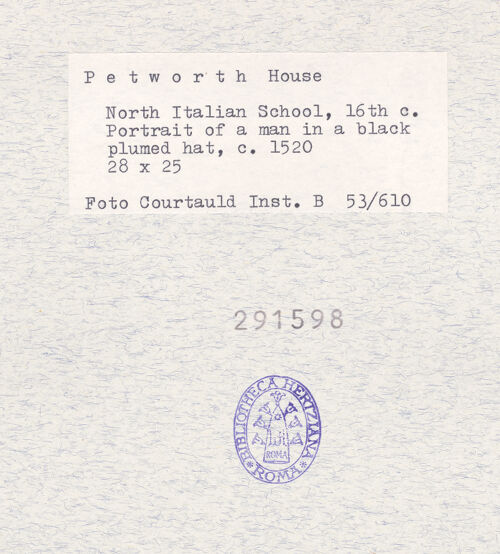 Petworth House
North Italian School, 16th c.
Portrait of a man in a black
plumed hat, c. 1520
28 x 25
Foto Courtauld Inst. B 53/610
291598
*BIBLIOTHECA HERTZIANA*
ROMA
ROMA